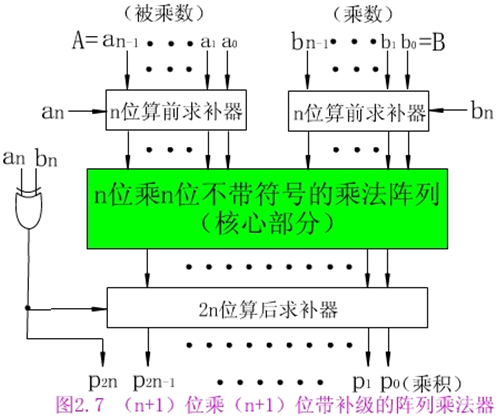 (被乘数) (乘数)
A=an-1 a1 a0 bn-1 b1 b0=B
an n位算前求补器 n位算前求补器 bn
an bn
n位乘n位不带符号的乘法阵列
(核心部分)
2n位算后求补器
p2n p2n-1 p1 p0(乘积)
图2.7 (n+1)位乘(n+1)位带补级的阵列乘法器